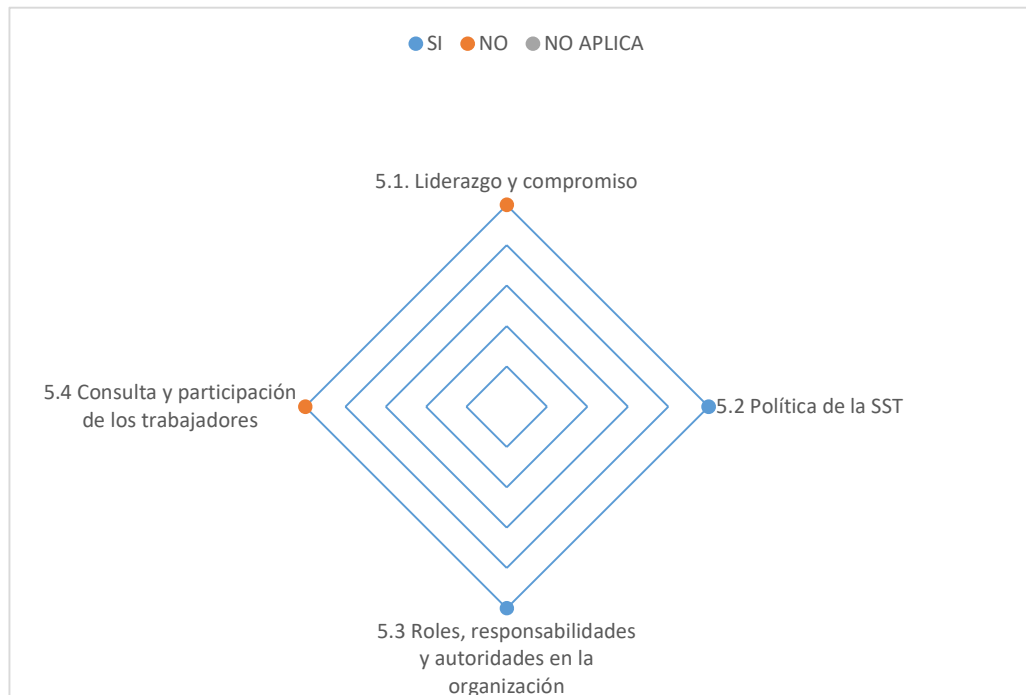 SI NO NO APLICA
5.1. Liderazgo y compromiso
5.4 Consulta y participación
de los trabajadores
5.2 Política de la SST
5.3 Roles, responsabilidades
y autoridades en la
organización